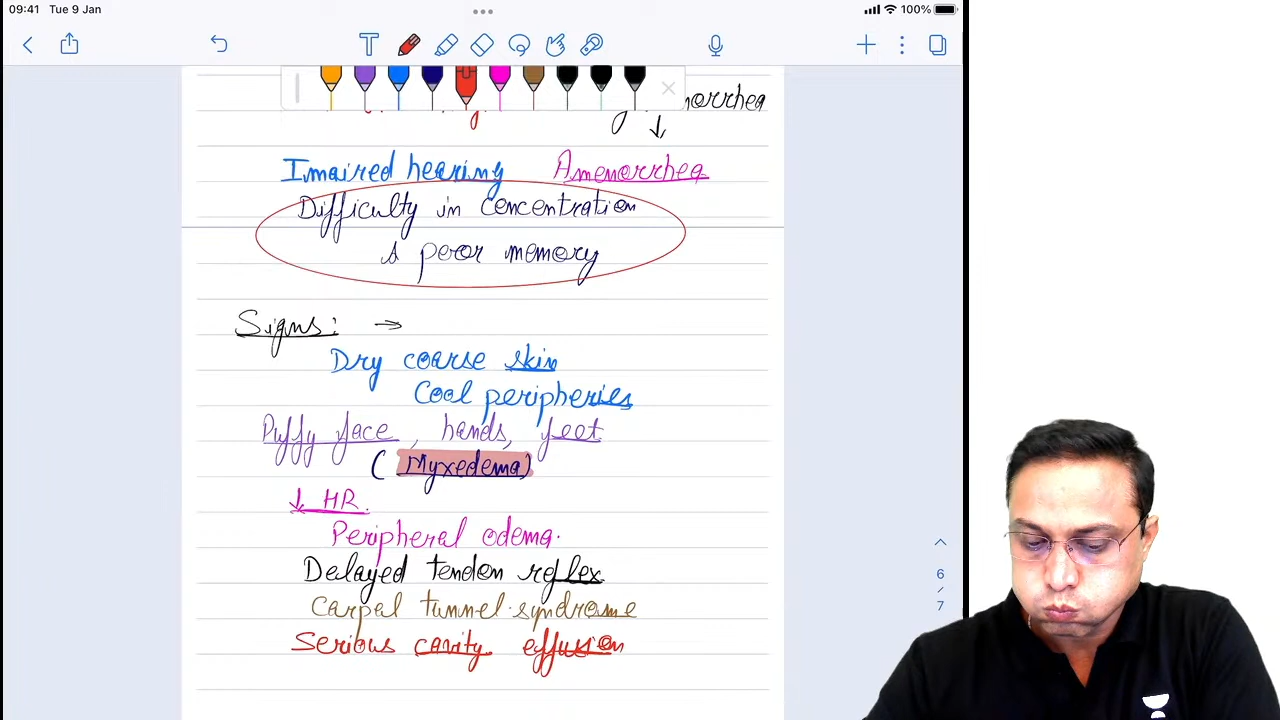 09:41 Tue 9 Jan 100%
T
orrhea
↓
Imaired hearing Amenorrhea
Difficulty in concentration
& poor memory
Signs: →
Dry coarse skin
Cool peripheries
Puffy face, hands, feet
(Myxedema)
↓ HR.
Peripheral odema.
Delayed tendon reflex
Carpal tunnel syndrome
Serious cavity effusion
6
/
7